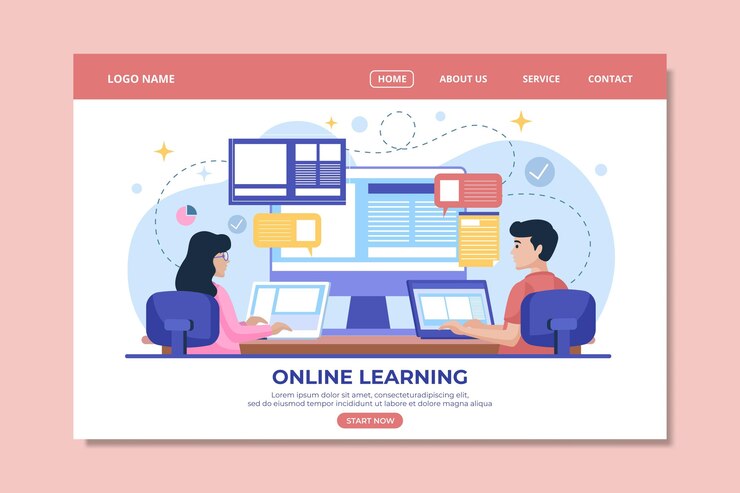 LOGO NAME
HOME
ABOUT US
SERVICE
CONTACT
ONLINE LEARNING
Lorem ipsum dolor sit amet, consecteturadipiscing elit,
sed do eiusmod tempor incididunt ut labore et dolore magna aliqua
START NOW